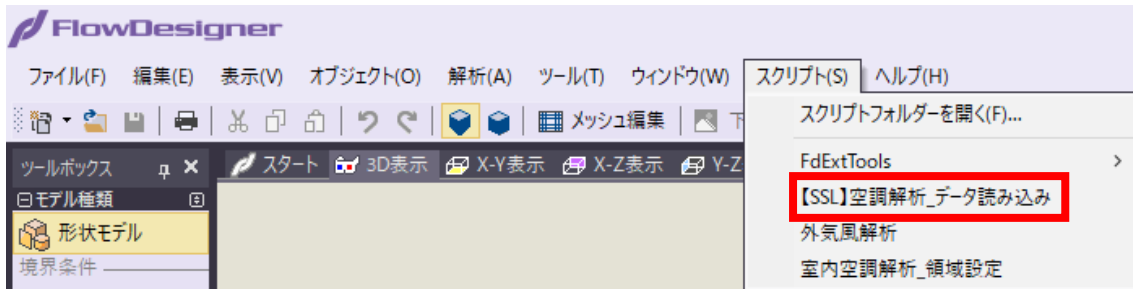 FlowDesigner
ファイル(F) 編集(E) 表示(V) オブジェクト(O) 解析(A) ツール(T) ウィンドウ(W) スクリプト(S) ヘルプ(H)
メッシュ編集 下
スクリプトフォルダーを開く(F)...
ツールボックス
スタート 3D表示 X-Y表示 X-Z表示 Y-Z
FdExtTools
モデル種類
【SSL】空調解析_データ読み込み
形状モデル
外気風解析
境界条件
室内空調解析_領域設定